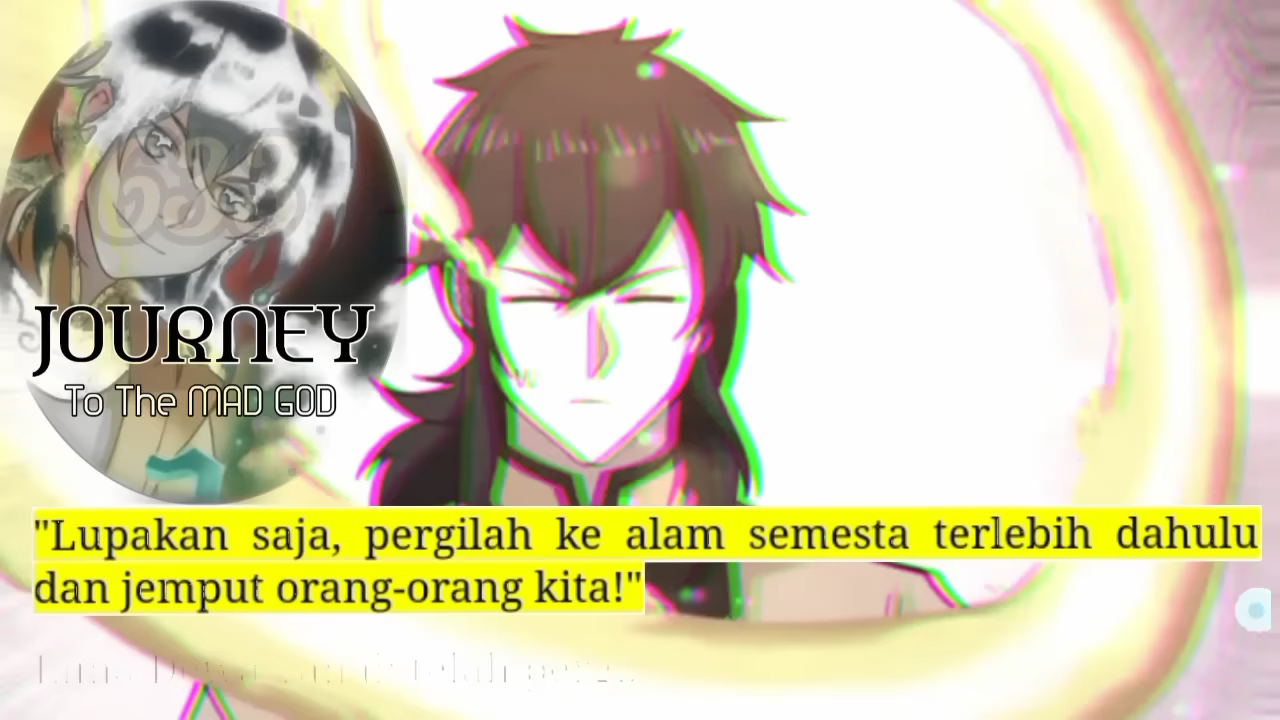 JOURNEY
To The MAD GOD
"Lupakan saja, pergilah ke alam semesta terlebih dahulu
dan jemput orang-orang kita!"